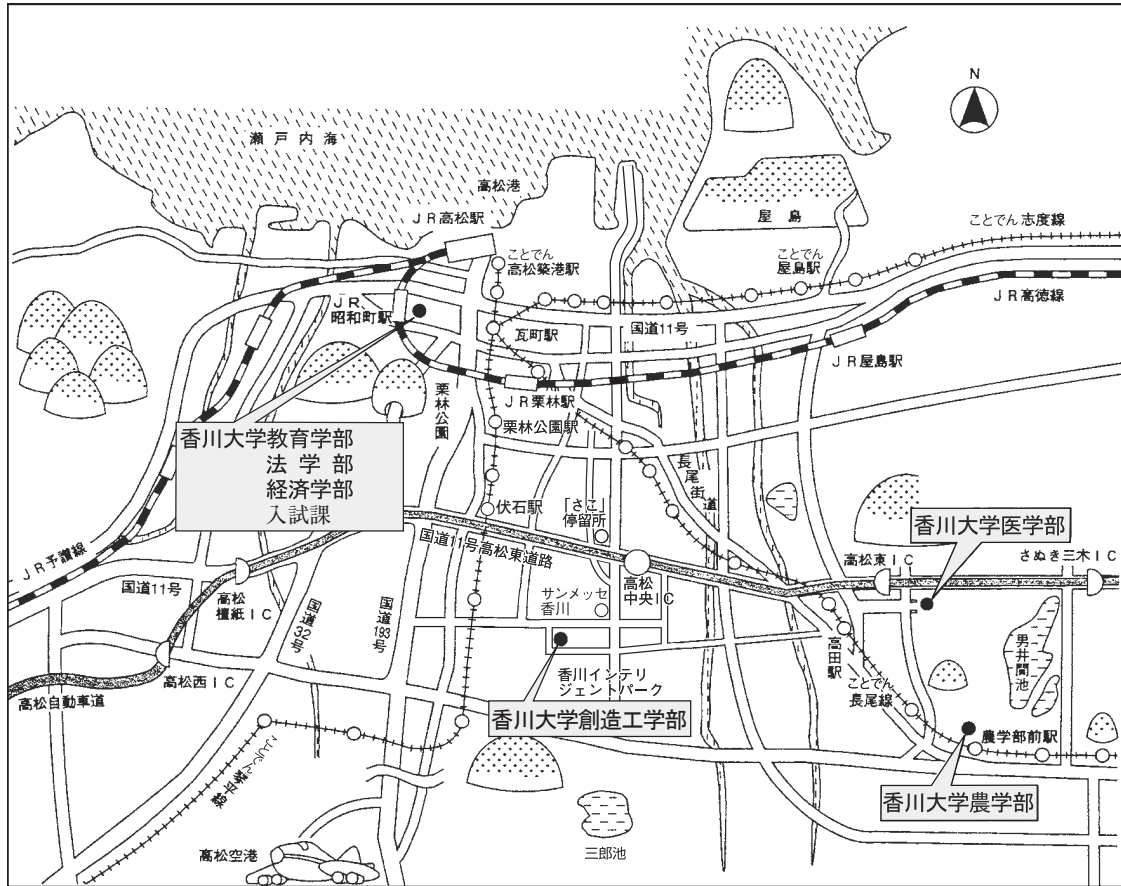 N
瀬戸内海
高松港
JR高松駅
屋島
ことでん志度線
ことでん
高松築港駅
ことでん
屋島駅
JR高徳線
JR
昭和町駅
瓦町駅
国道11号
JR屋島駅
栗林公園
JR栗林駅
栗林公園駅
香川大学教育学部
法学部
経済学部
入試課
長尾街道
伏石駅
「さこ」
停留所
香川大学医学部
国道11号高松東道路
高松東IC
さぬき三木IC
JR予讃線
国道11号
高松
檀紙IC
国道32号
国道193号
サンメッセ
香川
高松
中央IC
高田駅
男井間池
高松西IC
高松自動車道
香川インテリ
ジェントパーク
ことでん
長尾線
香川大学創造工学部
農学部前駅
ことでん琴平線
香川大学農学部
高松空港
三郎池